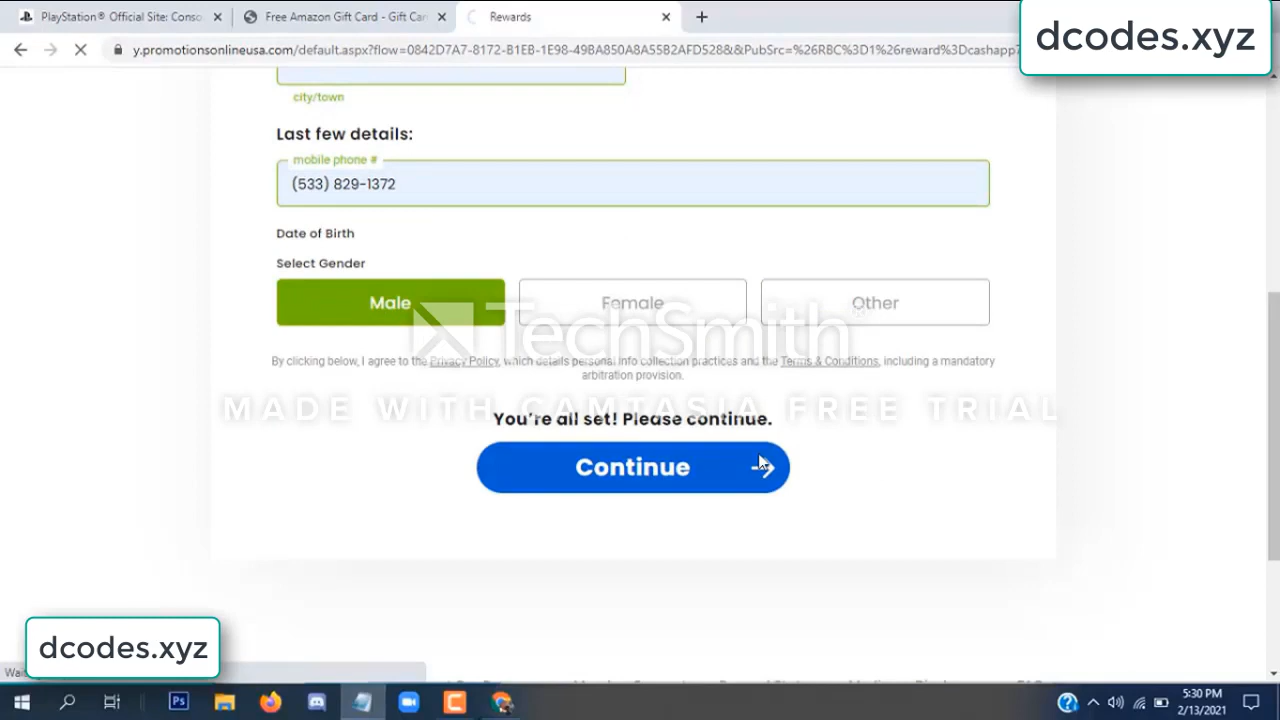 PlayStation® Official Site: Conso
Free Amazon Gift Card - Gift Car
Rewards
dcodes.xyz
y.promotionsonlineusa.com/default.aspx?flow=0842D7A7-8172-B1EB-1E98-49BA850A8A55B2AFD528&&PubSrc=%26RBC%3D1%26reward%3Dcashapp7
city/town
Last few details:
mobile phone #
(533) 829-1372
Date of Birth
Select Gender
Male
Female
Other
TechSmith
By clicking below, I agree to the Privacy Policy, which details personal info collection practices and the Terms & Conditions, including a mandatory
arbitration provision.
MADE WITH CAMTASIA FREE TRIAL
You're all set! Please continue.
Continue
dcodes.xyz
5:30 PM
2/13/2021